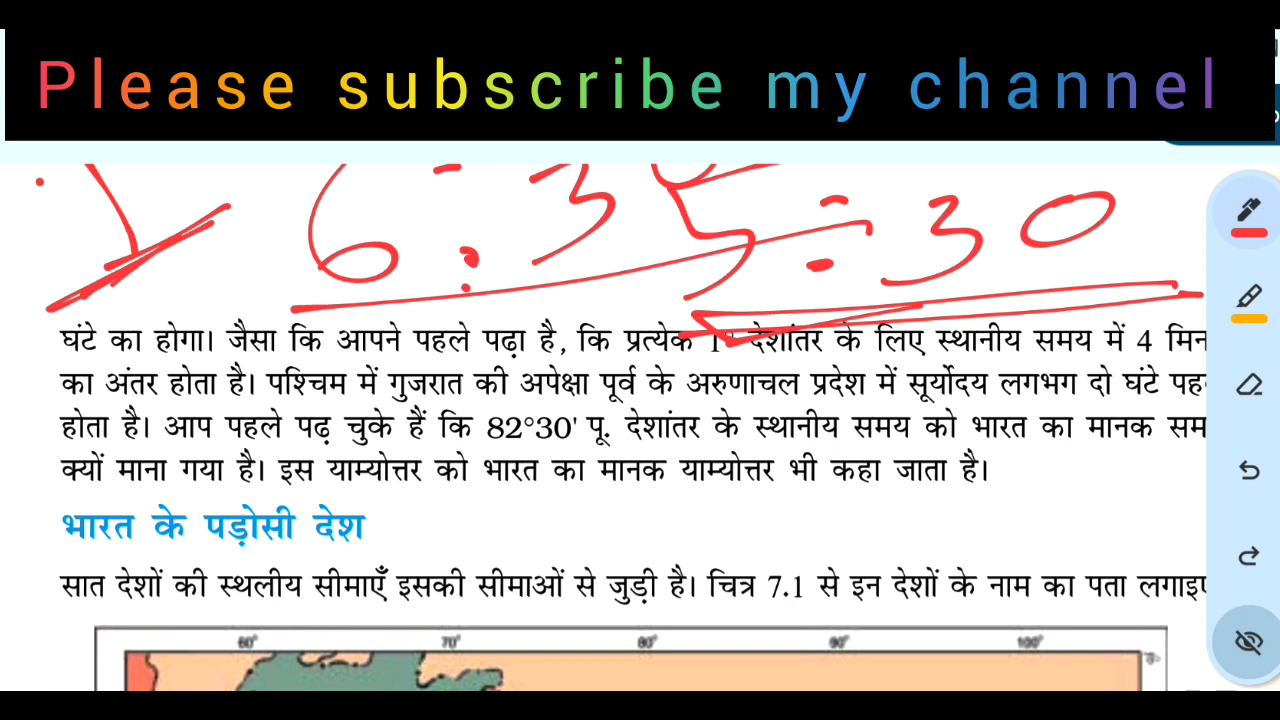 Please subscribe my channel
6:35:30
घंटे का होगा। जैसा कि आपने पहले पढ़ा है, कि प्रत्येक 1° देशांतर के लिए स्थानीय समय में 4 मिन
का अंतर होता है। पश्चिम में गुजरात की अपेक्षा पूर्व के अरुणाचल प्रदेश में सूर्योदय लगभग दो घंटे पह
होता है। आप पहले पढ़ चुके हैं कि 82°30' पू. देशांतर के स्थानीय समय को भारत का मानक सम
क्यों माना गया है। इस याम्योत्तर को भारत का मानक याम्योत्तर भी कहा जाता है।
भारत के पड़ोसी देश
सात देशों की स्थलीय सीमाएँ इसकी सीमाओं से जुड़ी है। चित्र 7.1 से इन देशों के नाम का पता लगाइए
60° 70° 80° 90° 100°